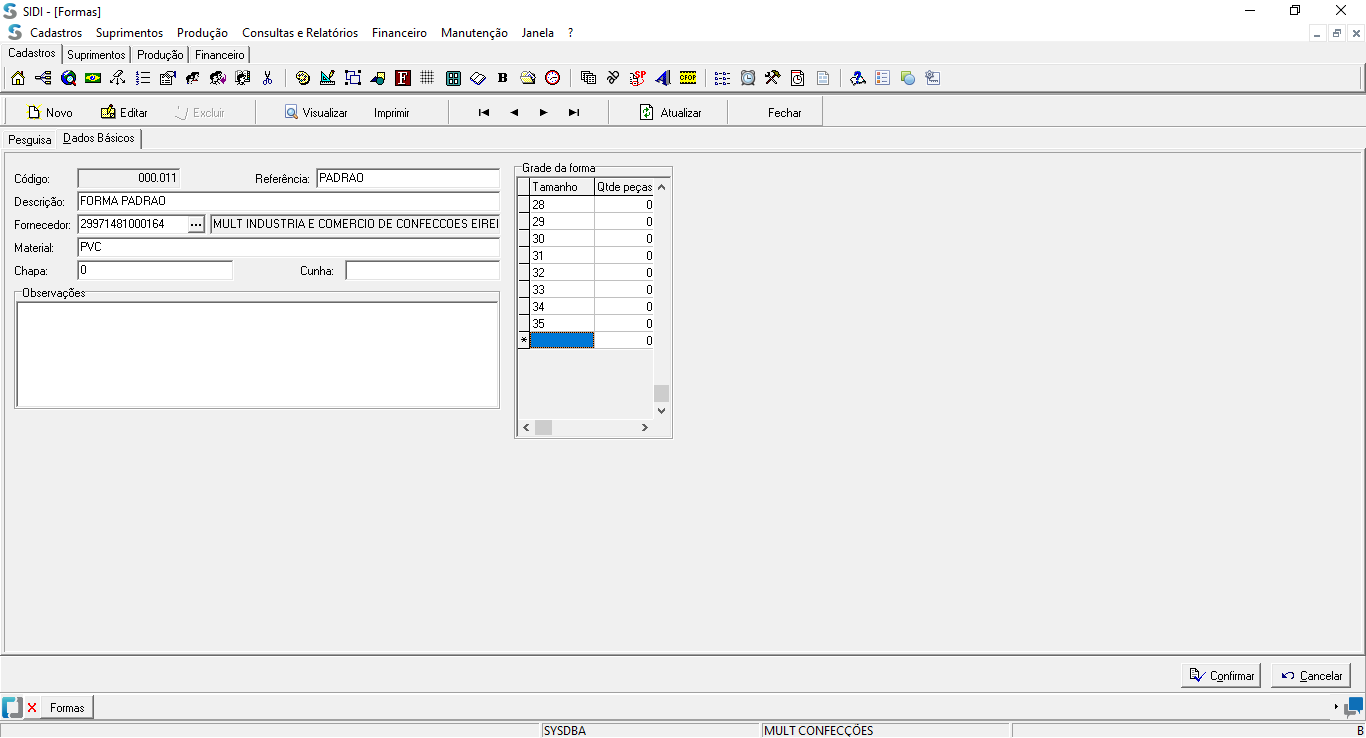 SIDI - [Formas]
Cadastros Suprimentos Produção Consultas e Relatórios Financeiro Manutenção Janela ?
Cadastros Suprimentos Produção Financeiro
F B SP CFOP
Novo Editar Excluir Visualizar Imprimir Atualizar Fechar
Pesquisa Dados Básicos
Código: 000.011 Referência: PADRAO
Descrição: FORMA PADRAO
Fornecedor: 29971481000164 ... MULT INDUSTRIA E COMERCIO DE CONFECCOES EIREI
Material: PVC
Chapa: 0 Cunha:
Observações
Grade da forma
Tamanho Qtde peças
28 0
29 0
30 0
31 0
32 0
33 0
34 0
35 0
* 0
Confirmar Cancelar
Formas
SYSDBA MULT CONFECÇÕES B